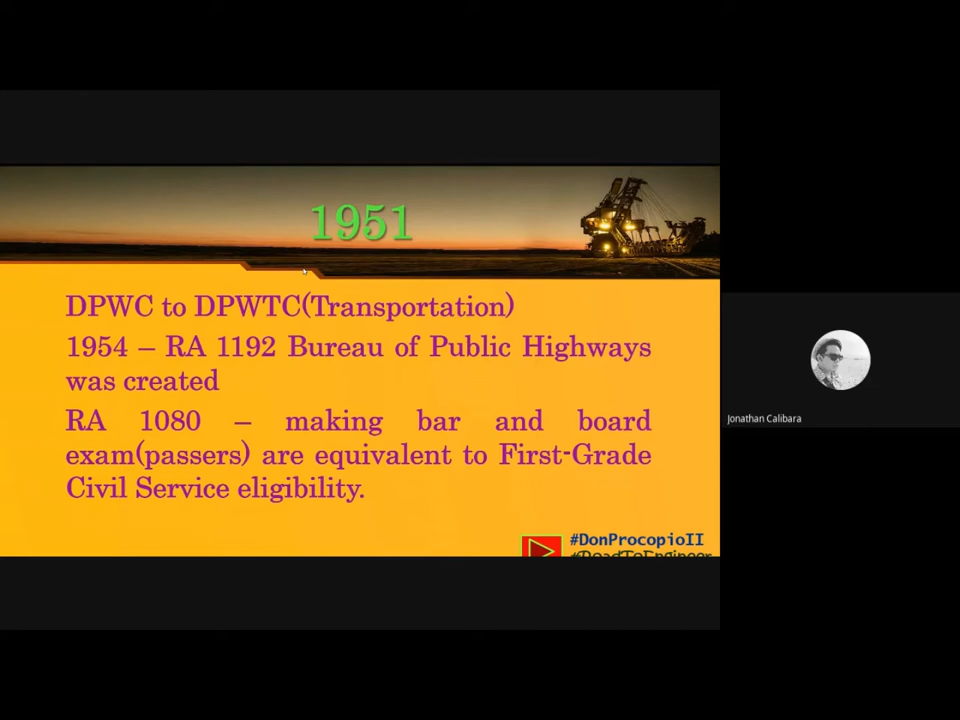 1951
DPWC to DPWTC(Transportation)
1954 – RA 1192 Bureau of Public Highways
was created
RA 1080 – making bar and board
exam(passers) are equivalent to First-Grade
Civil Service eligibility.
#DonProcopioII
#RoadToEngineer
Jonathan Calibara